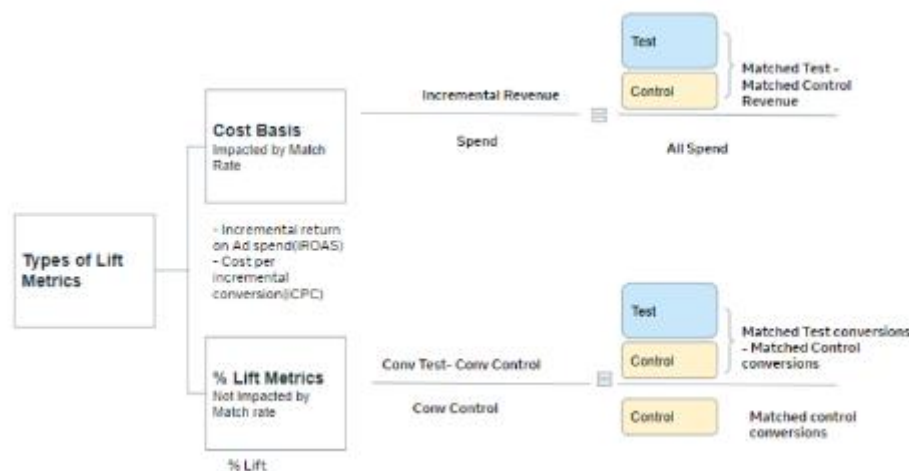 Types of Lift
Metrics
Cost Basis
Impacted by Match
Rate
- Incremental return
on Ad spend(IROAS)
- Cost per
incremental
conversion(ICPC)
Incremental Revenue
Spend
=
Test
Control
Matched Test -
Matched Control
Revenue
All Spend
% Lift Metrics
Not Impacted by
Match rate
% Lift
Conv Test- Conv Control
Conv Control
=
Test
Control
Matched Test conversions
- Matched Control
conversions
Control
Matched control
conversions